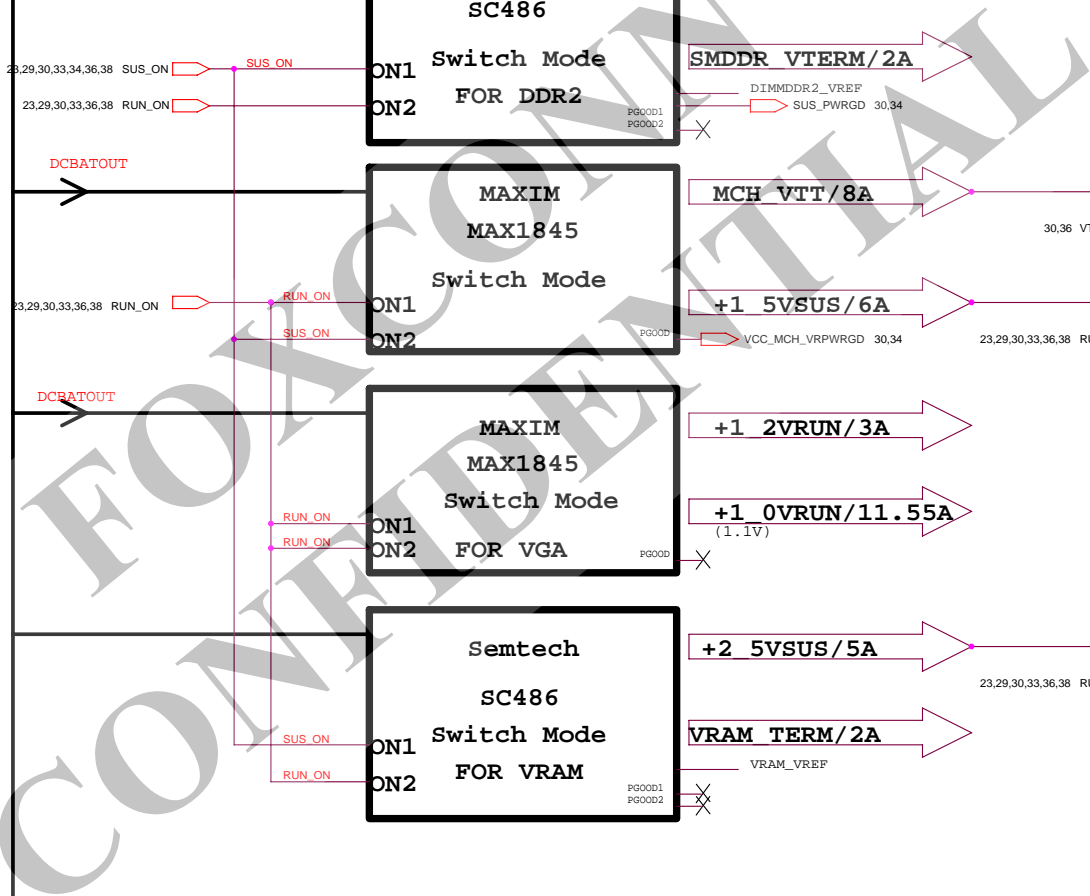 SC486
Switch Mode
FOR DDR2
23,29,30,33,34,36,38 SUS_ON
SUS_ON
ON1
23,29,30,33,36,38 RUN_ON
ON2
PGOOD1
PGOOD2
SMDDR_VTERM/2A
DIMMDDR2_VREF
SUS_PWRGD 30,34
DCBATOUT
MAXIM
MAX1845
Switch Mode
23,29,30,33,36,38 RUN_ON
RUN_ON
ON1
SUS_ON
ON2
PGOOD
MCH_VTT/8A
30,36
+1_5VSUS/6A
VCC_MCH_VRPWRGD 30,34
23,29,30,33,36,38
DCBATOUT
MAXIM
MAX1845
Switch Mode
FOR VGA
RUN_ON
ON1
RUN_ON
ON2
PGOOD
+1_2VRUN/3A
+1_0VRUN/11.55A
(1.1V)
Semtech
SC486
Switch Mode
FOR VRAM
SUS_ON
ON1
RUN_ON
ON2
PGOOD1
PGOOD2
+2_5VSUS/5A
23,29,30,33,36,38
VRAM_TERM/2A
VRAM_VREF
FOXCONN
CONFIDENTIAL